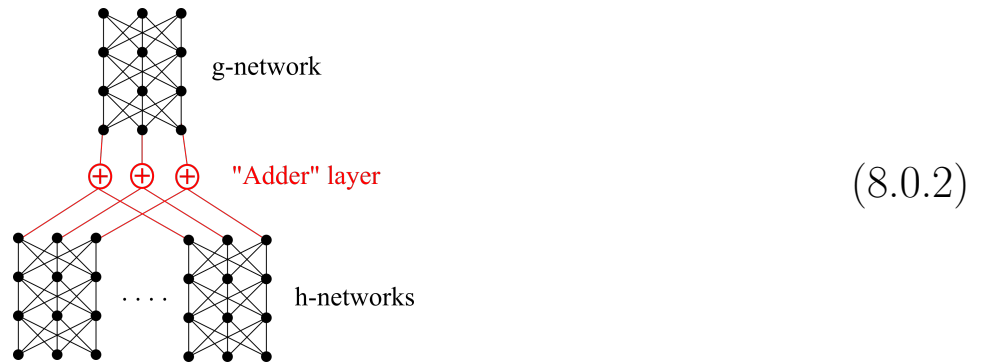 g-network
"Adder" layer
(8.0.2)
+ + +
. . . .
h-networks